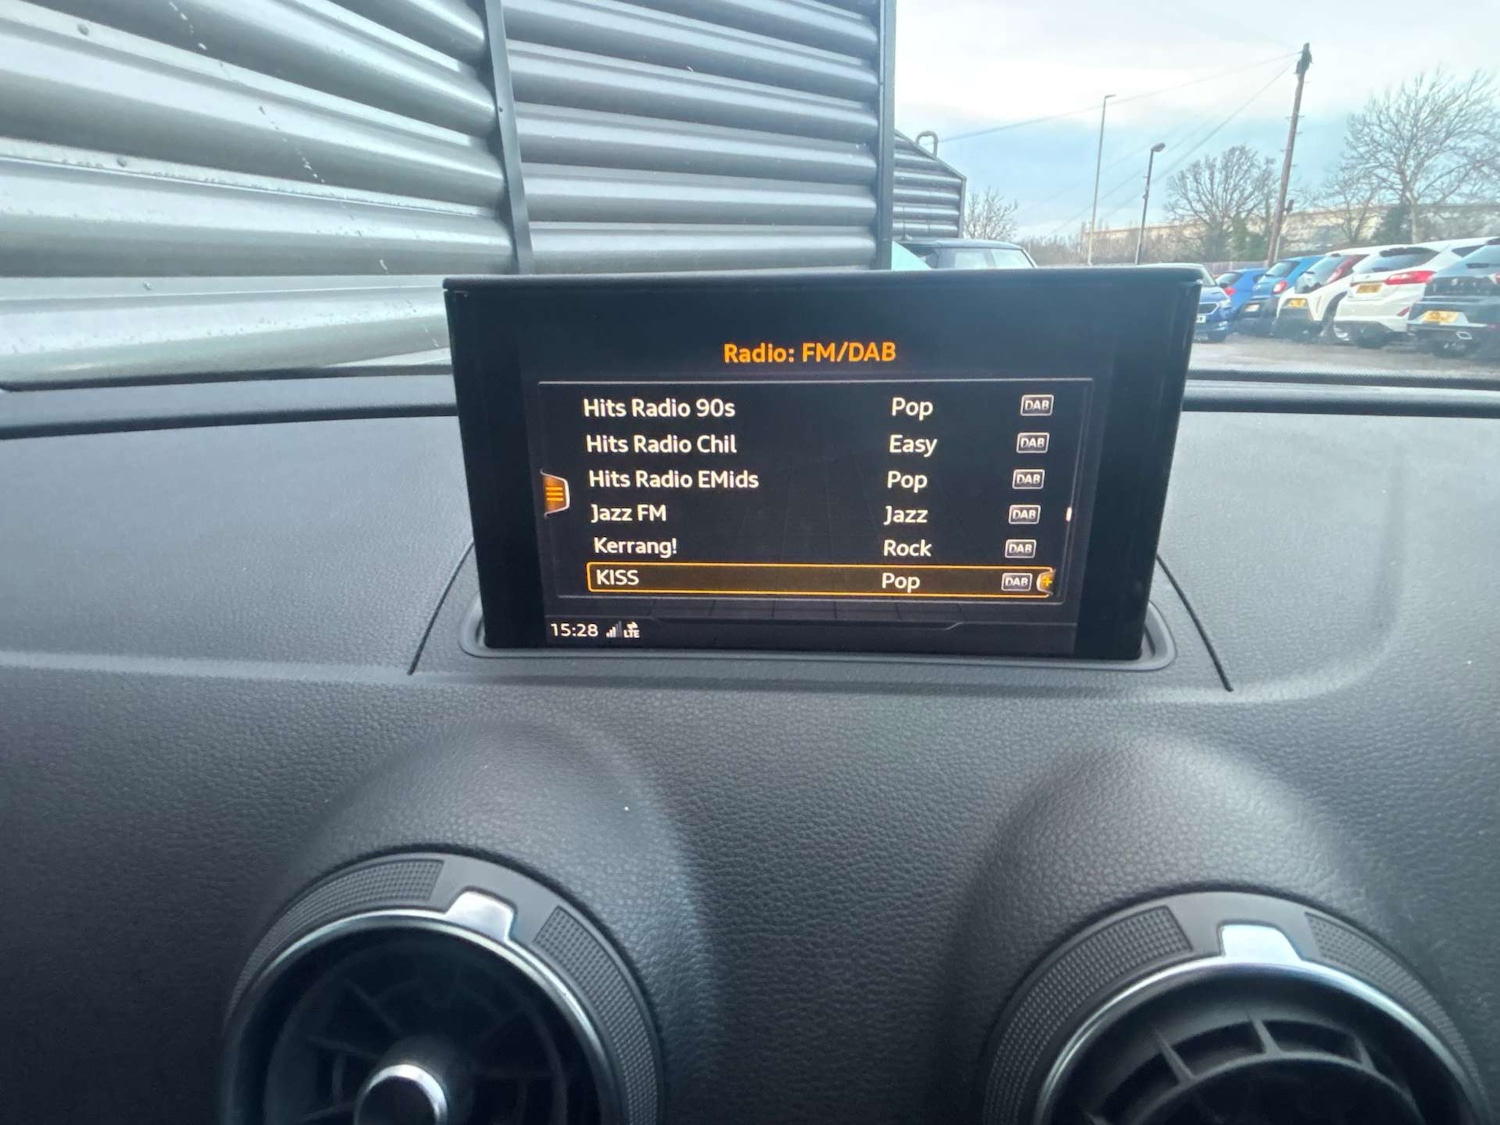 Radio: FM/DAB
Hits Radio 90s Pop DAB
Hits Radio Chil Easy DAB
Hits Radio EMids Pop DAB
Jazz FM Jazz DAB
Kerrang! Rock DAB
KISS Pop DAB
15:28 LTE